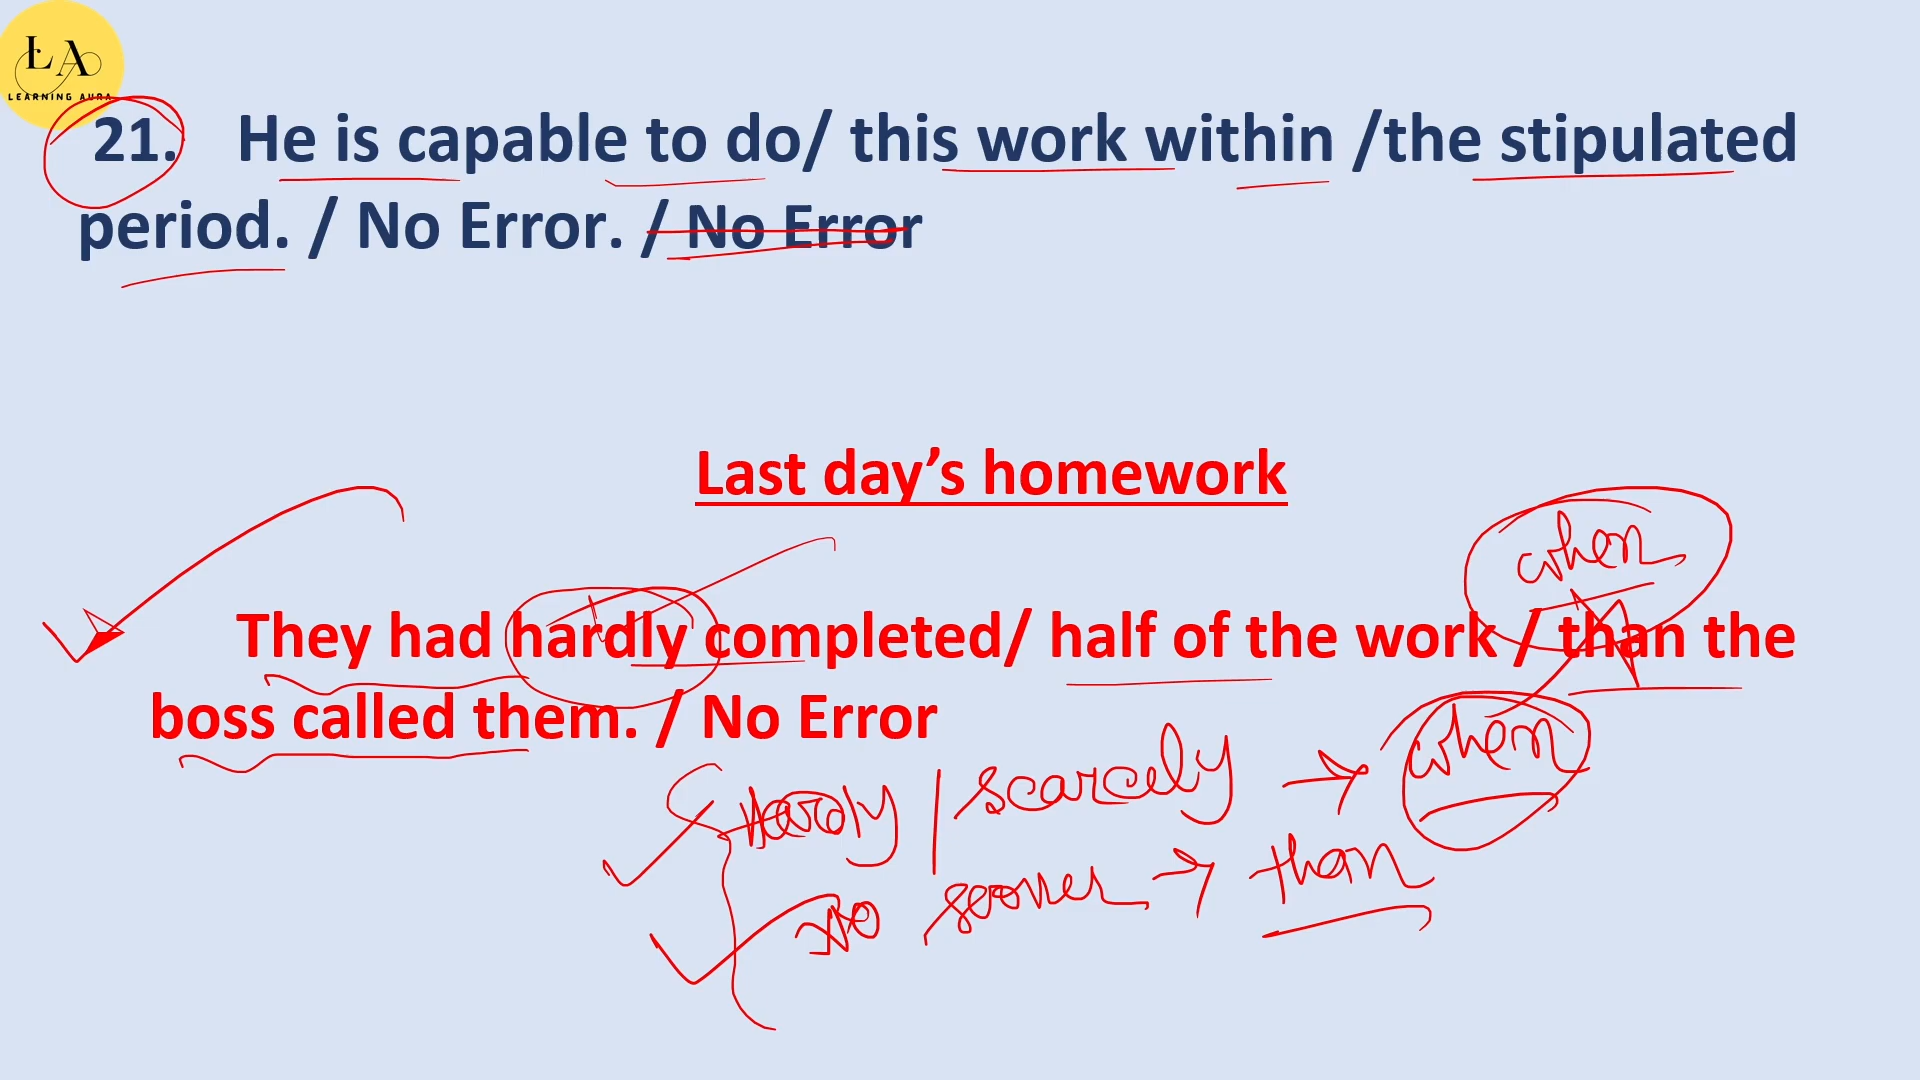 LA
LEARNING AURA
21. He is capable to do/ this work within /the stipulated
period. / No Error. / No Error
Last day's homework
when
They had hardly completed/ half of the work / than the
boss called them. / No Error
Hardly | scarcely → when
No sooner → than